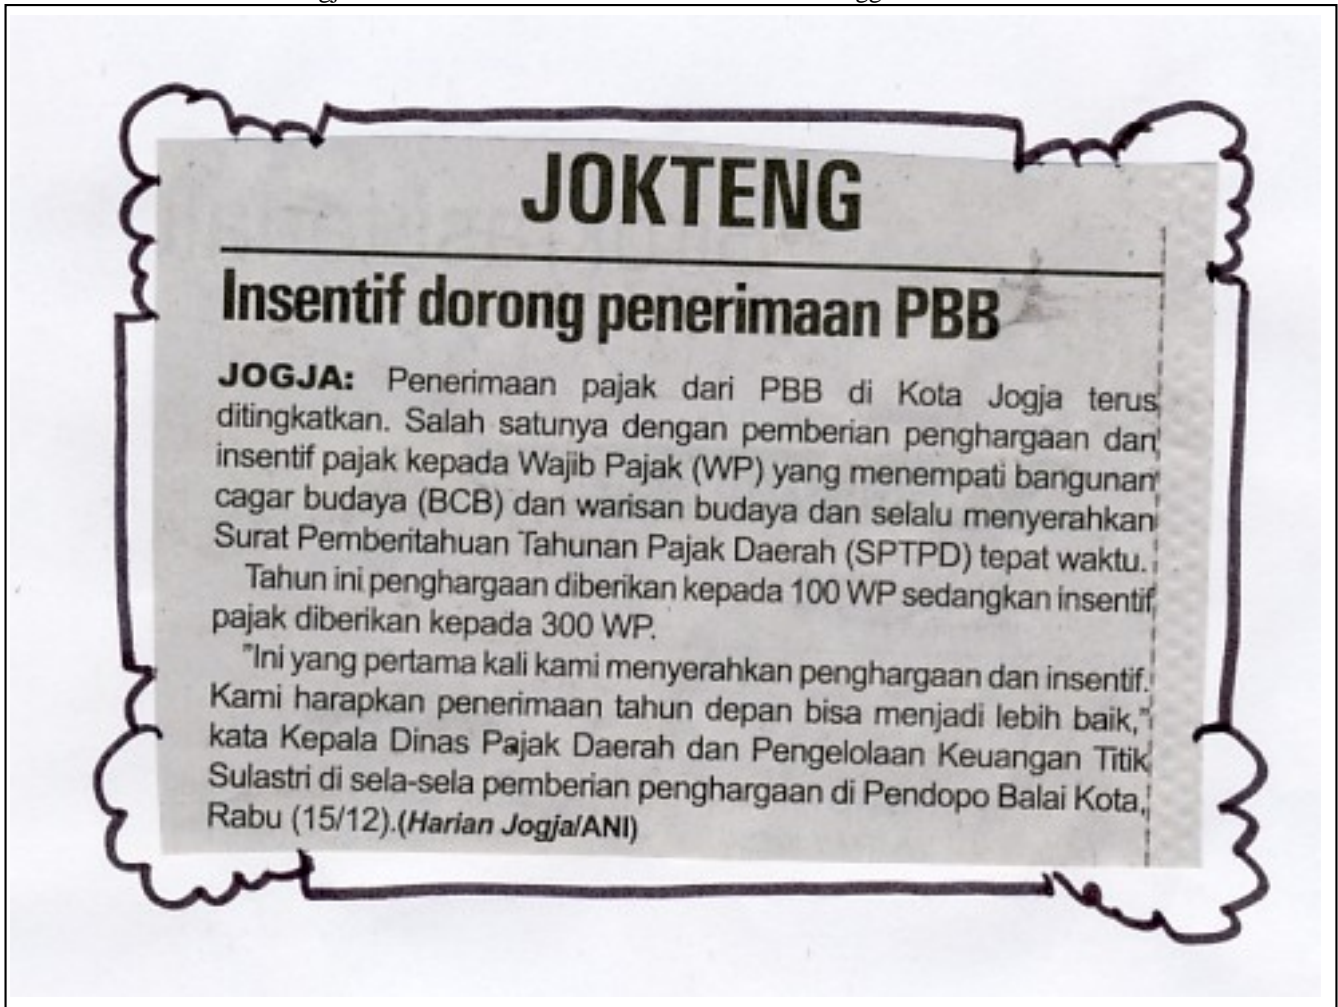 JOKTENG
Insentif dorong penerimaan PBB
JOGJA: Penerimaan pajak dari PBB di Kota Jogja terus
ditingkatkan. Salah satunya dengan pemberian penghargaan dan
insentif pajak kepada Wajib Pajak (WP) yang menempati bangunan
cagar budaya (BCB) dan warisan budaya dan selalu menyerahkan
Surat Pemberitahuan Tahunan Pajak Daerah (SPTPD) tepat waktu.
Tahun ini penghargaan diberikan kepada 100 WP sedangkan insentif
pajak diberikan kepada 300 WP.
"Ini yang pertama kali kami menyerahkan penghargaan dan insentif.
Kami harapkan penerimaan tahun depan bisa menjadi lebih baik,"
kata Kepala Dinas Pajak Daerah dan Pengelolaan Keuangan Titik
Sulastri di sela-sela pemberian penghargaan di Pendopo Balai Kota,
Rabu (15/12).(Harian Jogja/ANI)